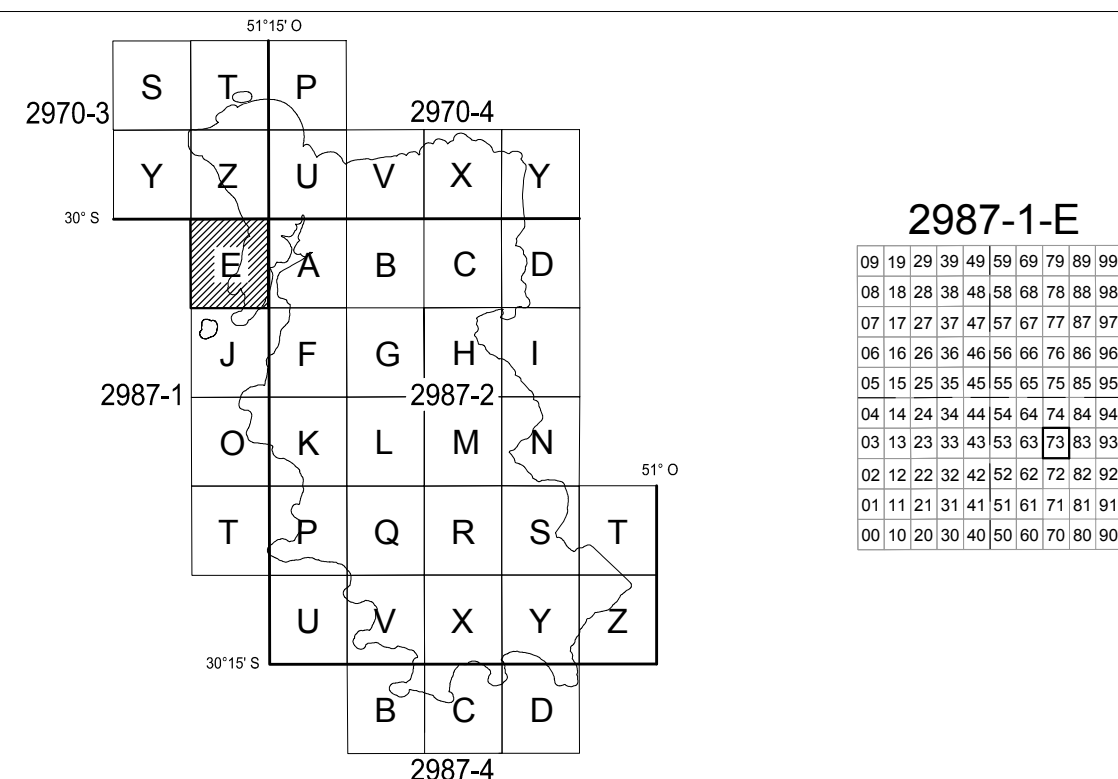 51°15' O
S T P
2970-3 2970-4
Y Z U V X Y
30° S
E A B C D
J F G H I
2987-1 2987-2
O K L M N
51° O
T P Q R S T
U V X Y Z
30°15' S
B C D
2987-4
2987-1-E
09 19 29 39 49 59 69 79 89 99
08 18 28 38 48 58 68 78 88 98
07 17 27 37 47 57 67 77 87 97
06 16 26 36 46 56 66 76 86 96
05 15 25 35 45 55 65 75 85 95
04 14 24 34 44 54 64 74 84 94
03 13 23 33 43 53 63 73 83 93
02 12 22 32 42 52 62 72 82 92
01 11 21 31 41 51 61 71 81 91
00 10 20 30 40 50 60 70 80 90